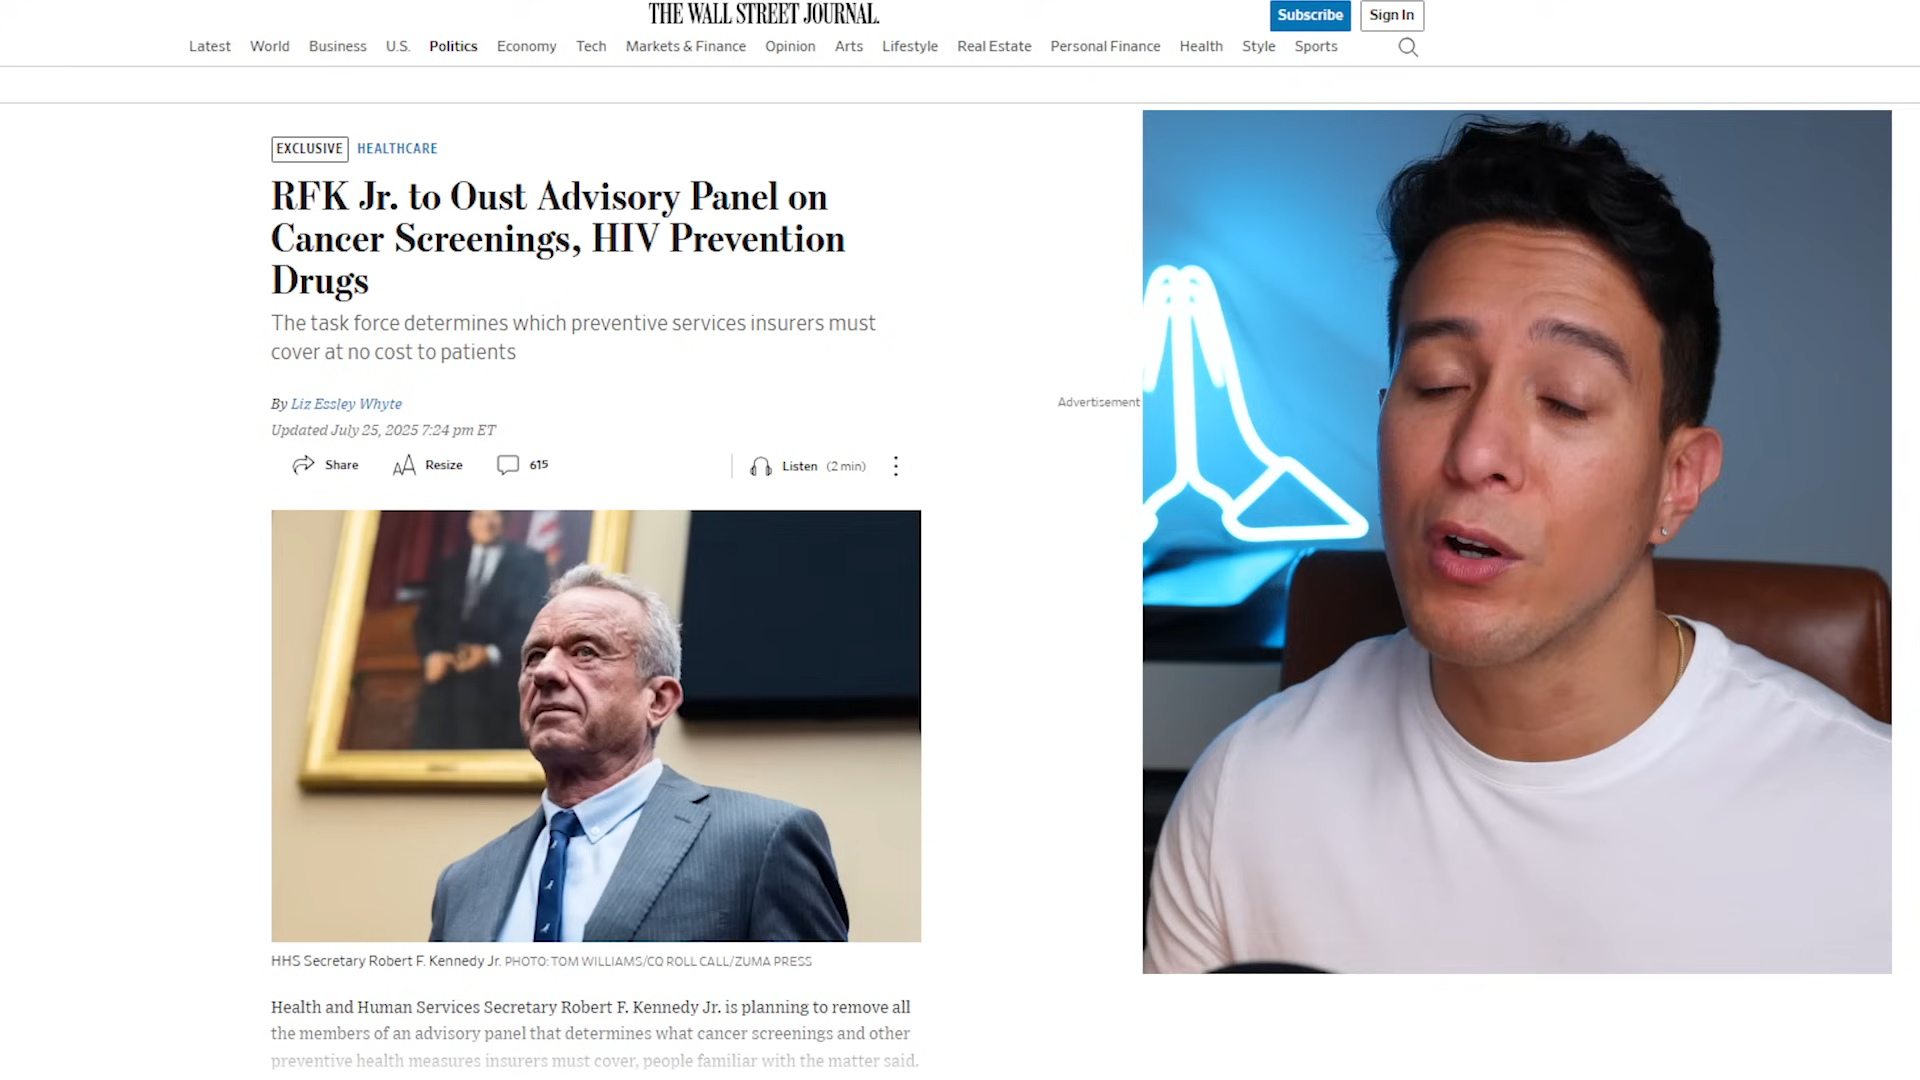 THE WALL STREET JOURNAL.
Subscribe
Sign In
Latest World Business U.S. Politics Economy Tech Markets & Finance Opinion Arts Lifestyle Real Estate Personal Finance Health Style Sports
EXCLUSIVE HEALTHCARE
RFK Jr. to Oust Advisory Panel on
Cancer Screenings, HIV Prevention
Drugs
The task force determines which preventive services insurers must
cover at no cost to patients
By Liz Essley Whyte
Updated July 25, 2025 7:24 pm ET
Share AA Resize 615 Listen (2 min)
Advertisement
HHS Secretary Robert F. Kennedy Jr. PHOTO: TOM WILLIAMS/CQ ROLL CALL/ZUMA PRESS
Health and Human Services Secretary Robert F. Kennedy Jr. is planning to remove all
the members of an advisory panel that determines what cancer screenings and other
preventive health measures insurers must cover, people familiar with the matter said.